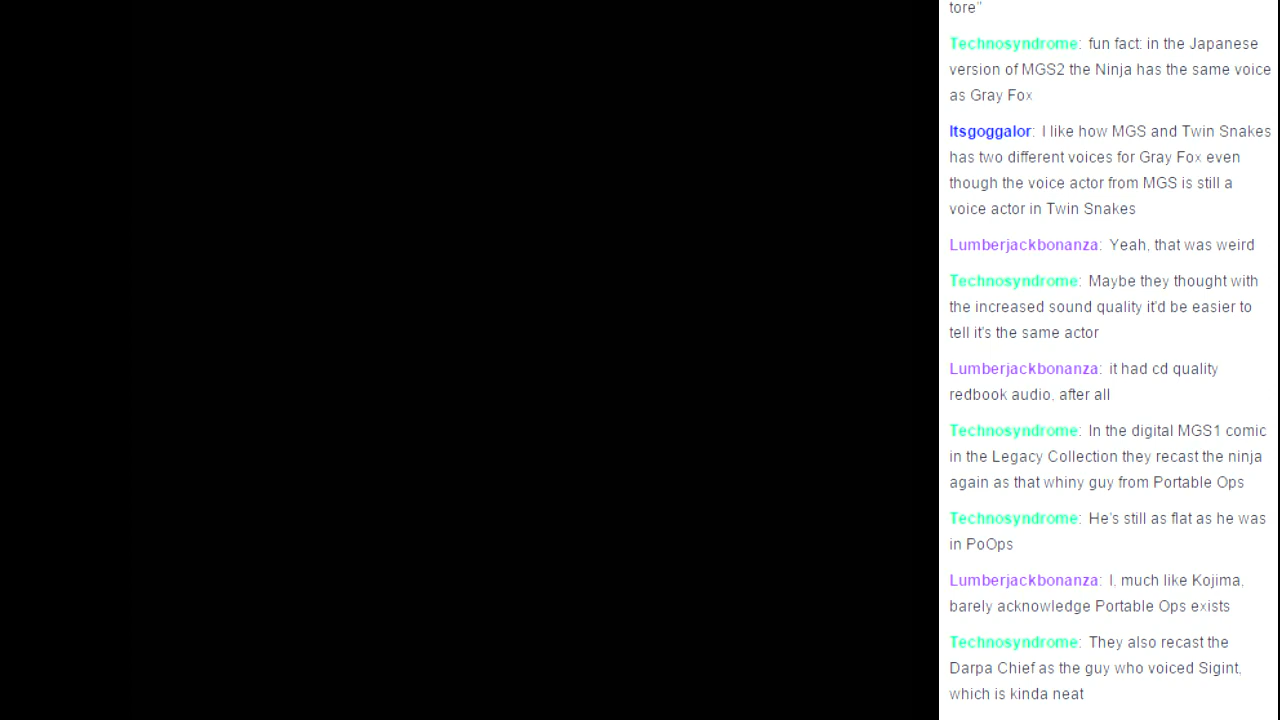 tore"
Technosyndrome: fun fact: in the Japanese
version of MGS2 the Ninja has the same voice
as Gray Fox
Itsgoggalor: I like how MGS and Twin Snakes
has two different voices for Gray Fox even
though the voice actor from MGS is still a
voice actor in Twin Snakes
Lumberjackbonanza: Yeah, that was weird
Technosyndrome: Maybe they thought with
the increased sound quality it'd be easier to
tell it's the same actor
Lumberjackbonanza: it had cd quality
redbook audio, after all
Technosyndrome: In the digital MGS1 comic
in the Legacy Collection they recast the ninja
again as that whiny guy from Portable Ops
Technosyndrome: He's still as flat as he was
in PoOps
Lumberjackbonanza: I, much like Kojima,
barely acknowledge Portable Ops exists
Technosyndrome: They also recast the
Darpa Chief as the guy who voiced Sigint,
which is kinda neat